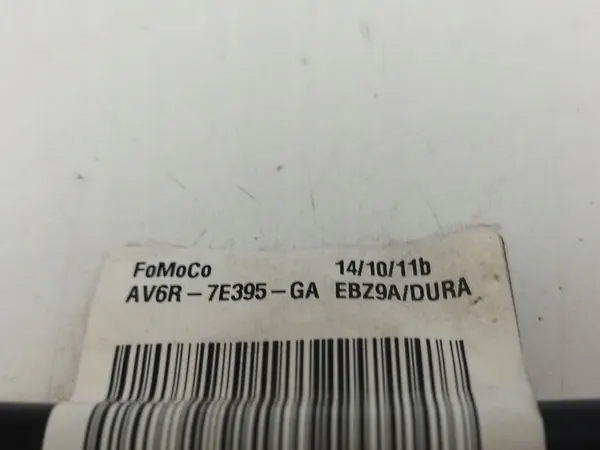 FoMoCo 14/10/11b
AV6R-7E395-GA EBZ9A/DURA